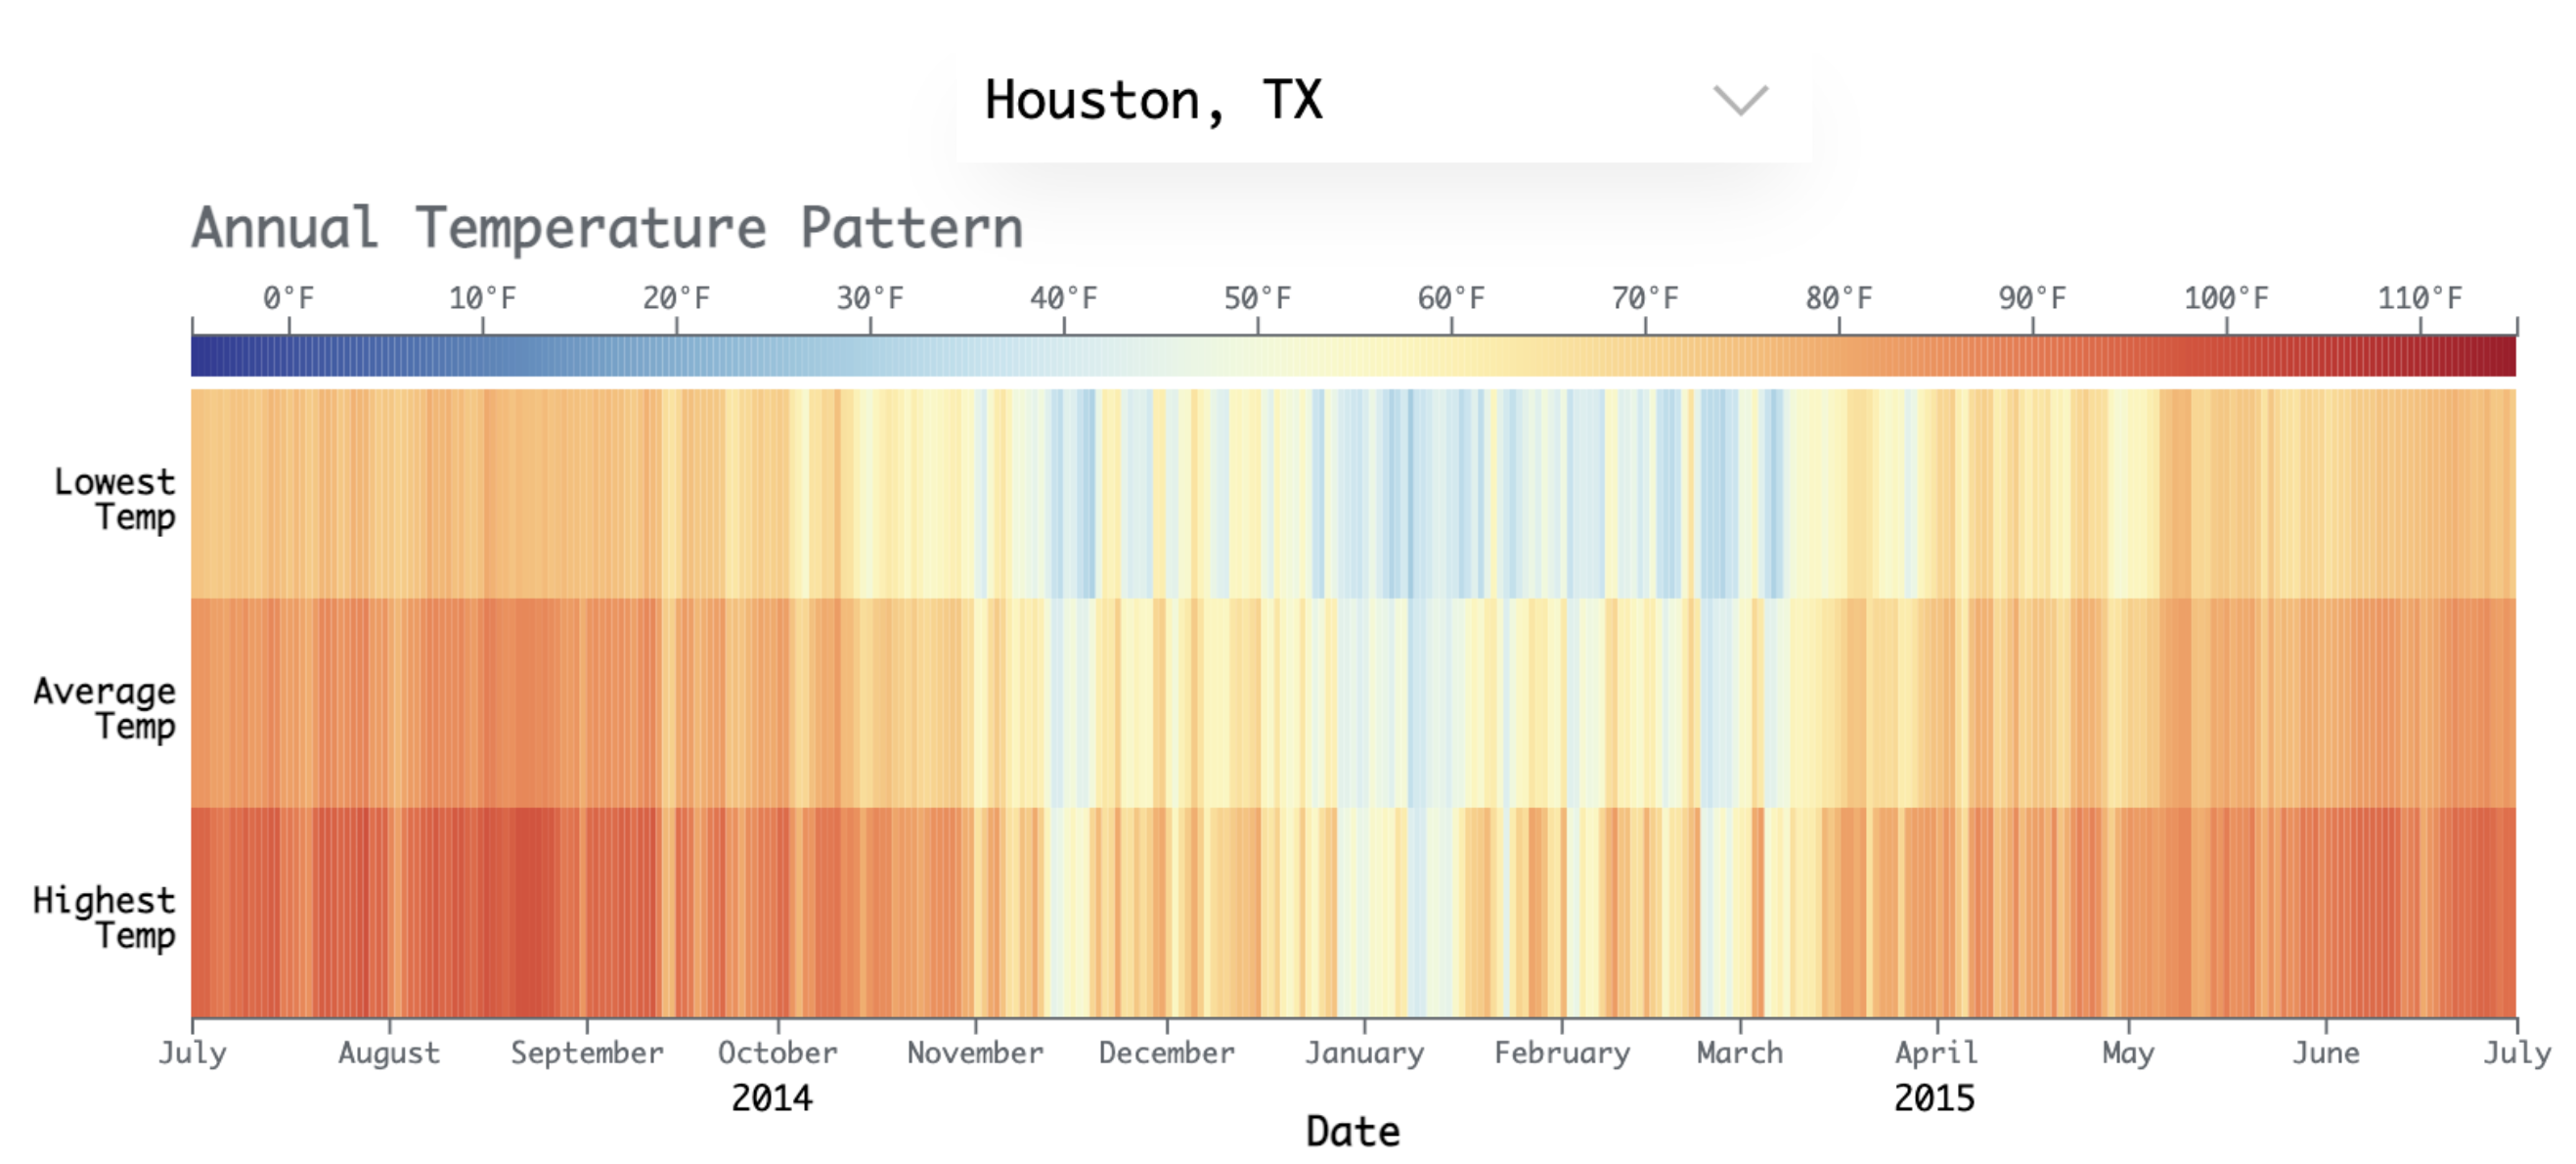 Houston, TX
Annual Temperature Pattern
0°F 10°F 20°F 30°F 40°F 50°F 60°F 70°F 80°F 90°F 100°F 110°F
Lowest
Temp
Average
Temp
Highest
Temp
July August September October November December January February March April May June July
2014 2015
Date